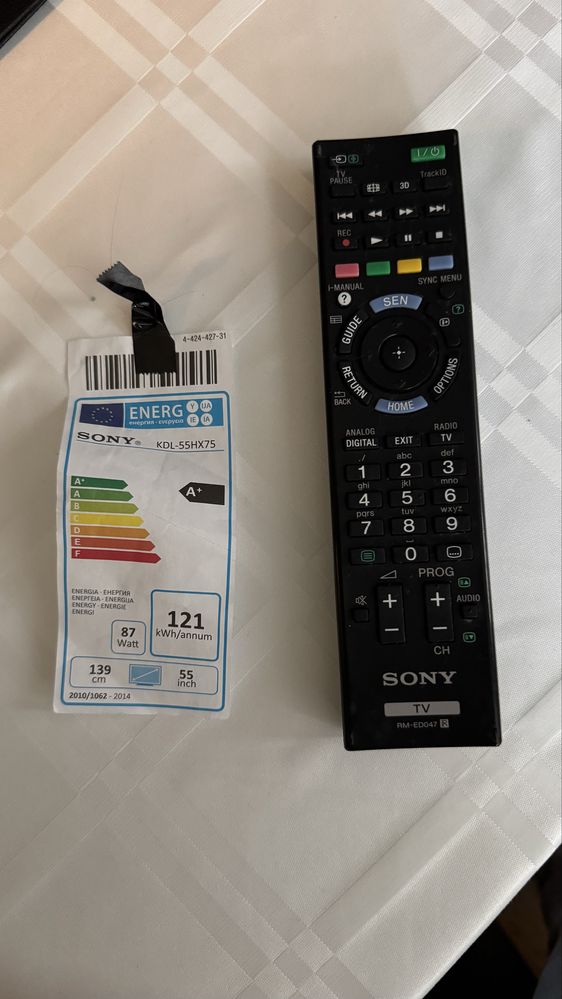 4-424-427-31
ENERG
енергия · ενεργεια
Y IJA
IE IA
SONY®
KDL-55HX75
A+
A
B
C
D
E
F
A+
ENERGIA · ЕНЕРГИЯ
ΕΝΕΡΓΕΙΑ · ENERGIJA
ENERGY · ENERGIE
ENERGI
87
Watt
121
kWh/annum
139
cm
55
inch
2010/1062 - 2014
I/⏻
TV
PAUSE
3D
TrackID
REC
SYNC MENU
i-MANUAL
?
SEN
?
GUIDE
RETURN
OPTIONS
BACK
HOME
ANALOG
DIGITAL
EXIT
RADIO
TV
./
1
abc
2
def
3
ghi
4
jkl
5
mno
6
pqrs
7
tuv
8
wxyz
9
0
PROG
+
+
AUDIO
−
−
CH
SONY
TV
RM-ED047 R